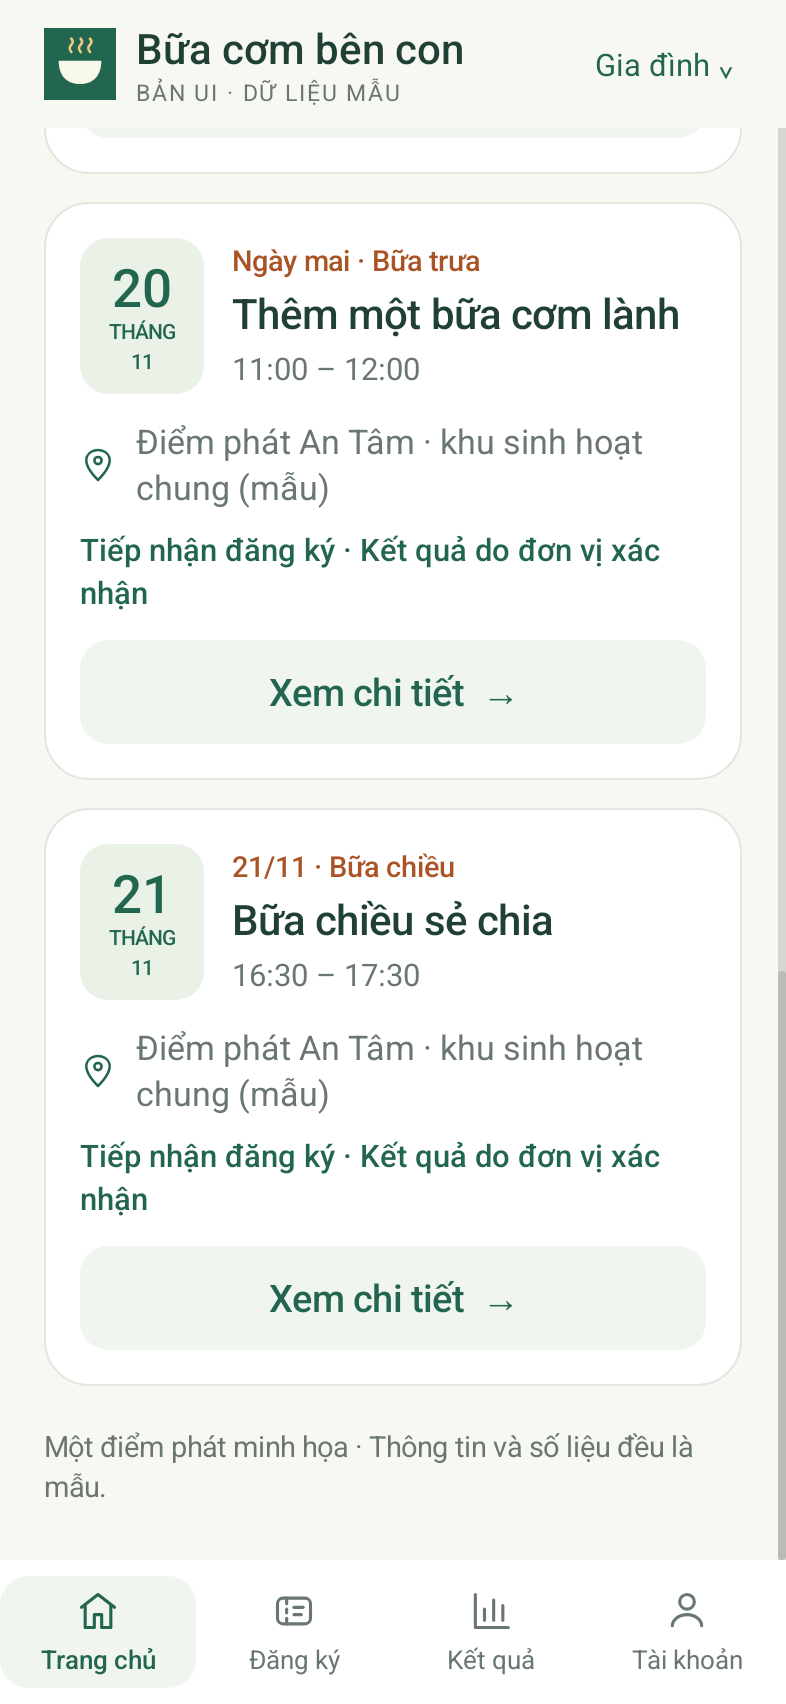 Bữa cơm bên con
BẢN UI · DỮ LIỆU MẪU
Gia đình
20
THÁNG
11
Ngày mai · Bữa trưa
Thêm một bữa cơm lành
11:00 – 12:00
Điểm phát An Tâm · khu sinh hoạt
chung (mẫu)
Tiếp nhận đăng ký · Kết quả do đơn vị xác
nhận
Xem chi tiết →
21
THÁNG
11
21/11 · Bữa chiều
Bữa chiều sẻ chia
16:30 – 17:30
Điểm phát An Tâm · khu sinh hoạt
chung (mẫu)
Tiếp nhận đăng ký · Kết quả do đơn vị xác
nhận
Xem chi tiết →
Một điểm phát minh họa · Thông tin và số liệu đều là
mẫu.
Trang chủ
Đăng ký
Kết quả
Tài khoản